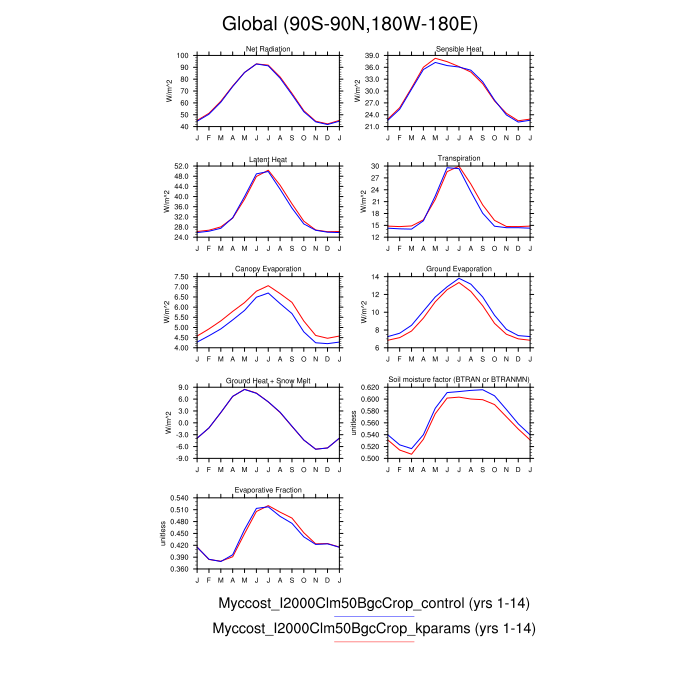 Global (90S-90N,180W-180E)
Net Radiation
Sensible Heat
W/m^2
100
90
80
70
60
50
40
J F M A M J J A S O N D J
W/m^2
39.0
36.0
33.0
30.0
27.0
24.0
21.0
J F M A M J J A S O N D J
Latent Heat
Transpiration
W/m^2
52.0
48.0
44.0
40.0
36.0
32.0
28.0
24.0
J F M A M J J A S O N D J
W/m^2
30
27
24
21
18
15
12
J F M A M J J A S O N D J
Canopy Evaporation
Ground Evaporation
W/m^2
7.50
7.00
6.50
6.00
5.50
5.00
4.50
4.00
J F M A M J J A S O N D J
W/m^2
14
12
10
8
6
J F M A M J J A S O N D J
Ground Heat + Snow Melt
Soil moisture factor (BTRAN or BTRANMN)
W/m^2
9.0
6.0
3.0
0.0
-3.0
-6.0
-9.0
J F M A M J J A S O N D J
unitless
0.620
0.600
0.580
0.560
0.540
0.520
0.500
J F M A M J J A S O N D J
Evaporative Fraction
unitless
0.540
0.510
0.480
0.450
0.420
0.390
0.360
J F M A M J J A S O N D J
Myccost_I2000Clm50BgcCrop_control (yrs 1-14)
Myccost_I2000Clm50BgcCrop_kparams (yrs 1-14)